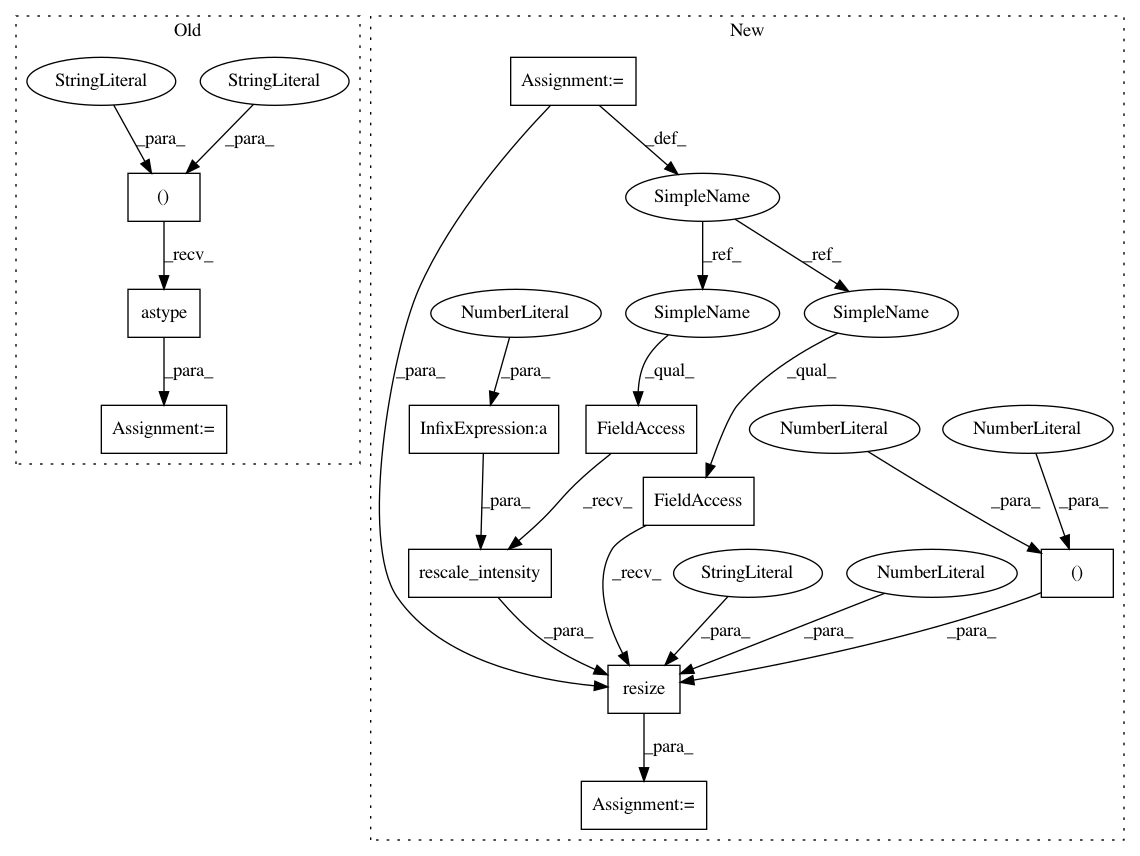 Old
New
StringLiteral
StringLiteral
Assignment:=
_para_
_para_
_def_
()
SimpleName
_recv_
_ref_
_ref_
astype
NumberLiteral
SimpleName
SimpleName
_para_
_para_
_para_
_qual_
_qual_
Assignment:=
InfixExpression:a
FieldAccess
NumberLiteral
NumberLiteral
_para_
_recv_
FieldAccess
_para_
_para_
rescale_intensity
_recv_
StringLiteral
NumberLiteral
()
_para_
_para_
_para_
_para_
resize
_para_
Assignment:=